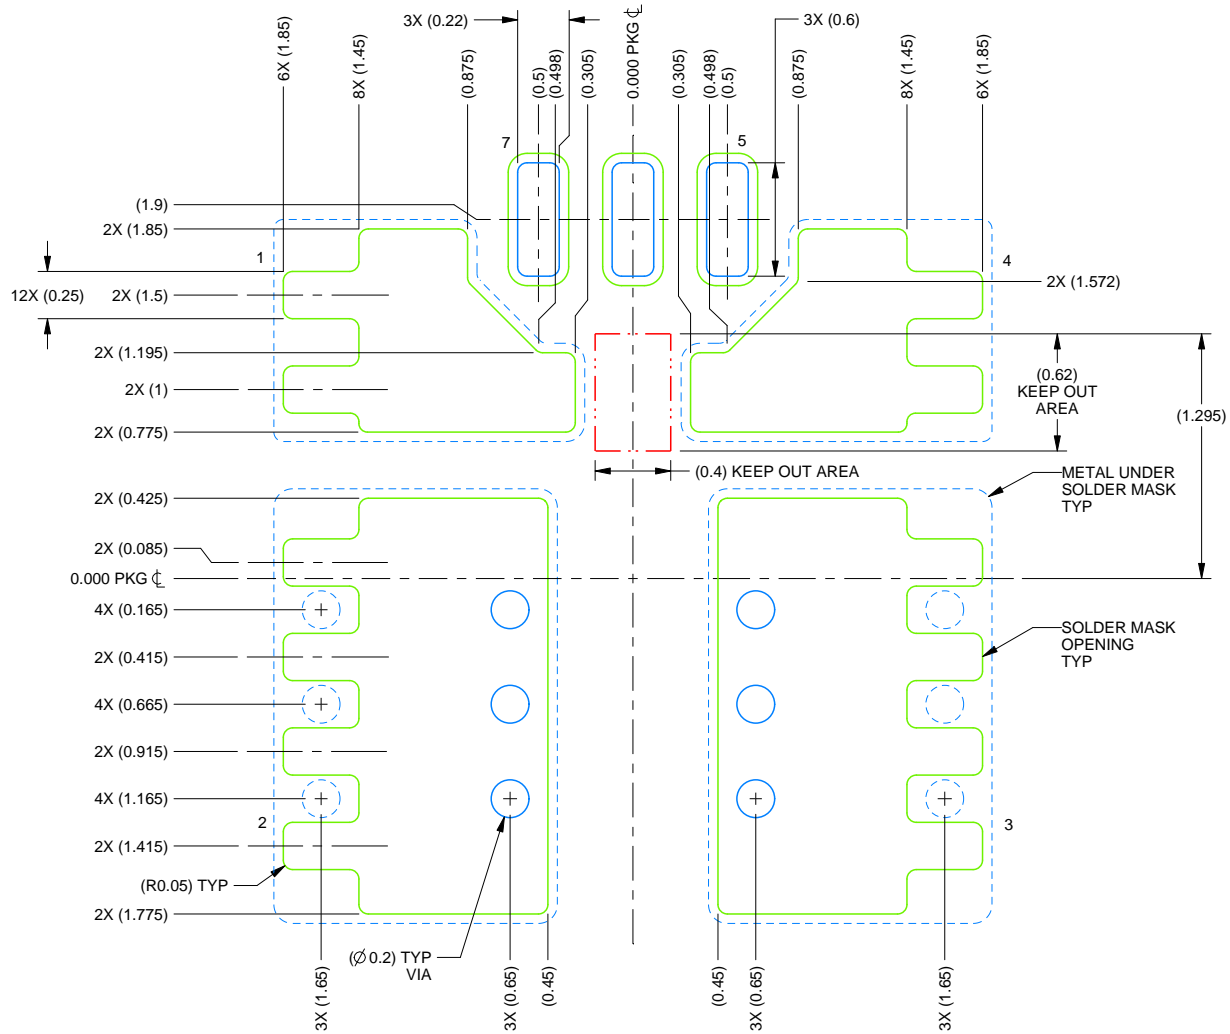 3X (0.22)
3X (0.6)
6X (1.85)
8X (1.45)
(0.875)
(0.5)
(0.498)
(0.305)
0.000 PKG ℄
(0.305)
(0.498)
(0.5)
(0.875)
8X (1.45)
6X (1.85)
7
5
(1.9)
2X (1.85)
1
4
12X (0.25)
2X (1.5)
2X (1.572)
2X (1.195)
2X (1)
2X (0.775)
(0.62)
KEEP OUT
AREA
(1.295)
(0.4) KEEP OUT AREA
METAL UNDER
SOLDER MASK
TYP
2X (0.425)
2X (0.085)
0.000 PKG ℄
4X (0.165)
2X (0.415)
SOLDER MASK
OPENING
TYP
4X (0.665)
2X (0.915)
4X (1.165)
2
3
2X (1.415)
(R0.05) TYP
2X (1.775)
(Ø0.2) TYP
VIA
3X (1.65)
3X (0.65)
(0.45)
(0.45)
3X (0.65)
3X (1.65)